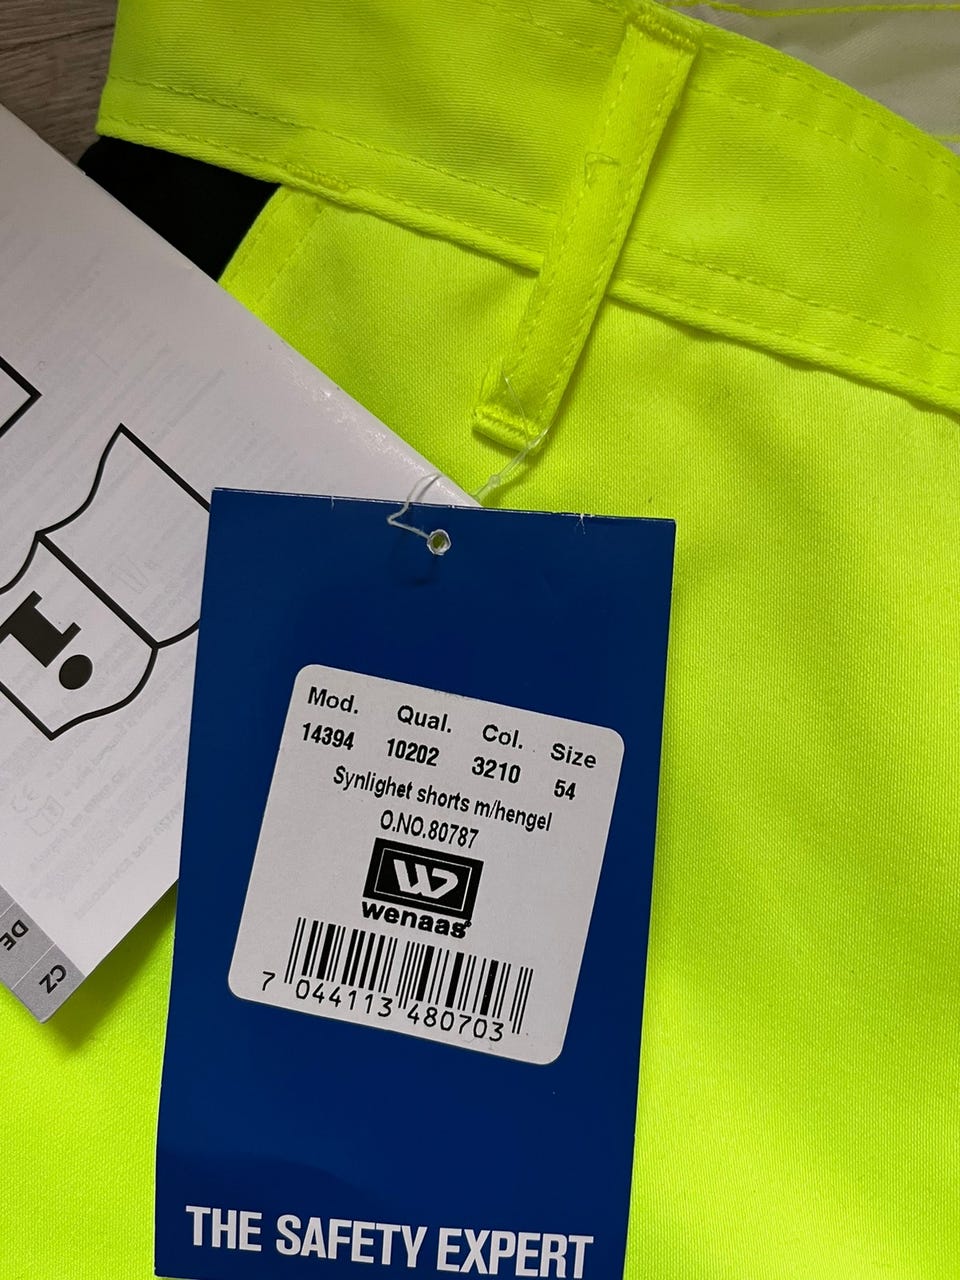 Mod. Qual. Col. Size
14394 10202 3210 54
Synlighet shorts m/hengel
O.NO.80787
wenaas
7 044113 480703
THE SAFETY EXPERT
DE
CZ